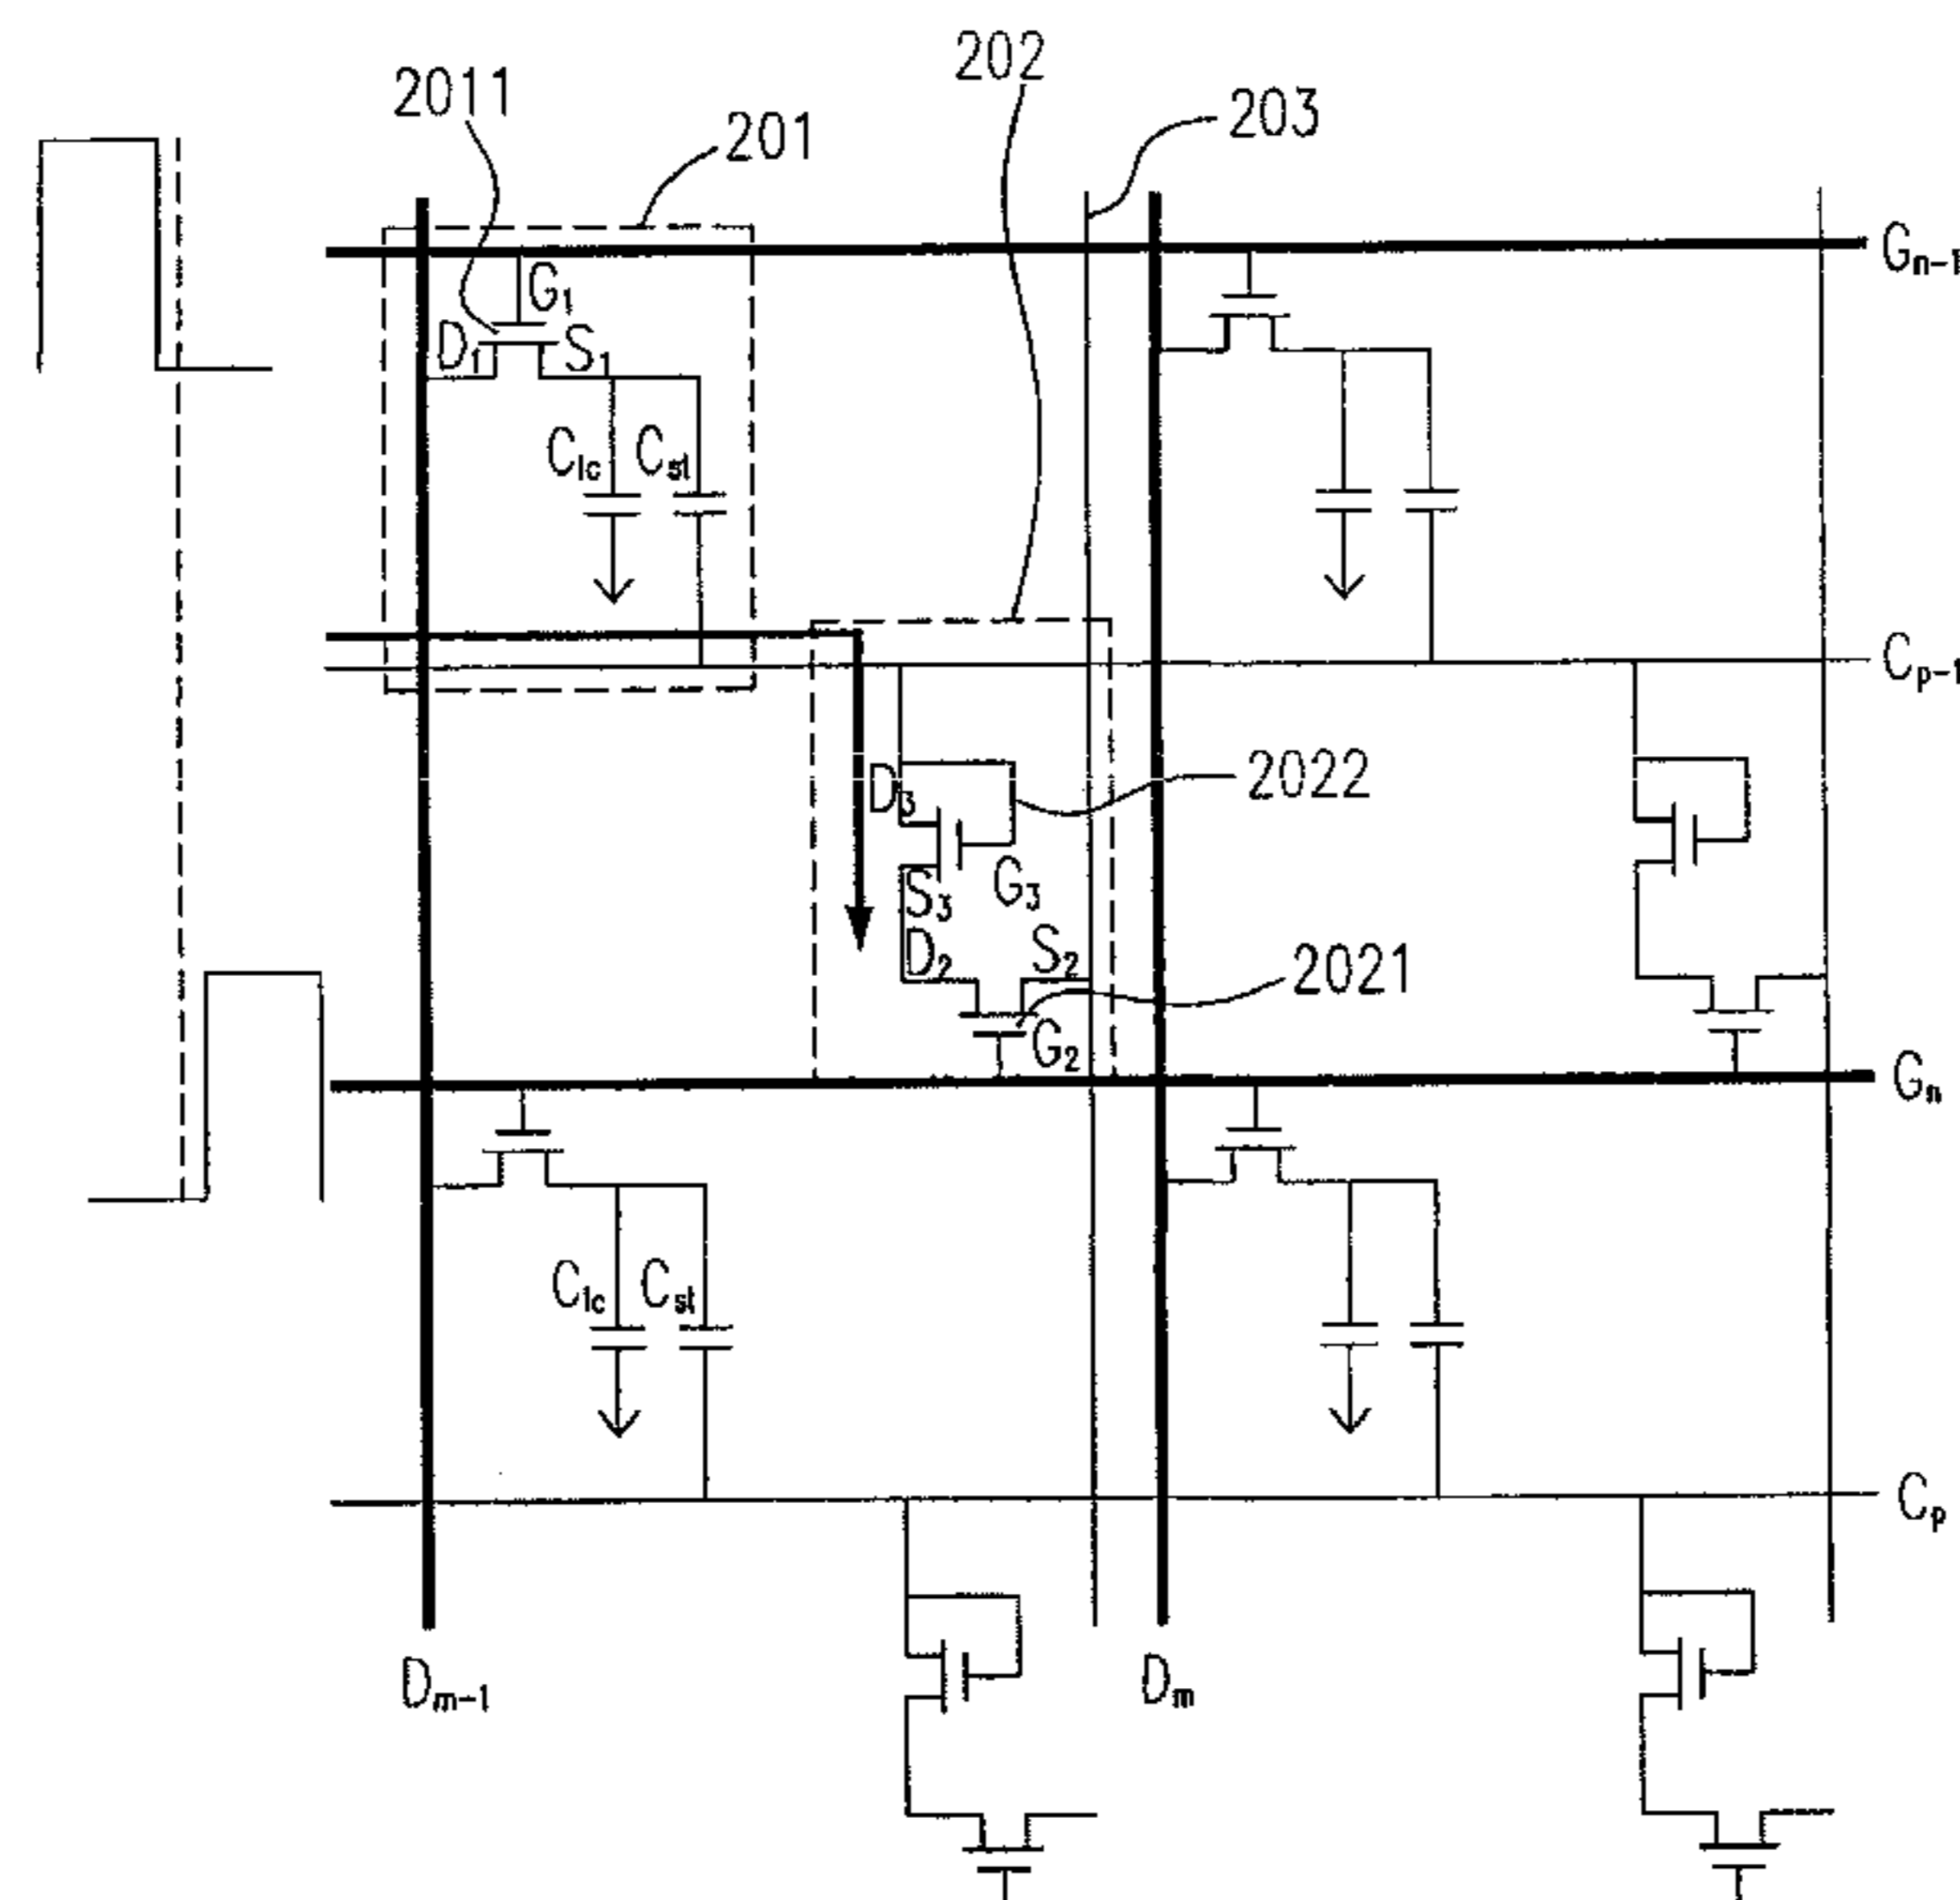 202
2011
203
201
Gn-1
G1
D1
S1
Clc
Cst
Cp-1
D3
2022
S3
G3
D2
S2
2021
G2
Gn
Clc
Cst
Cp
Dm-1
Dm